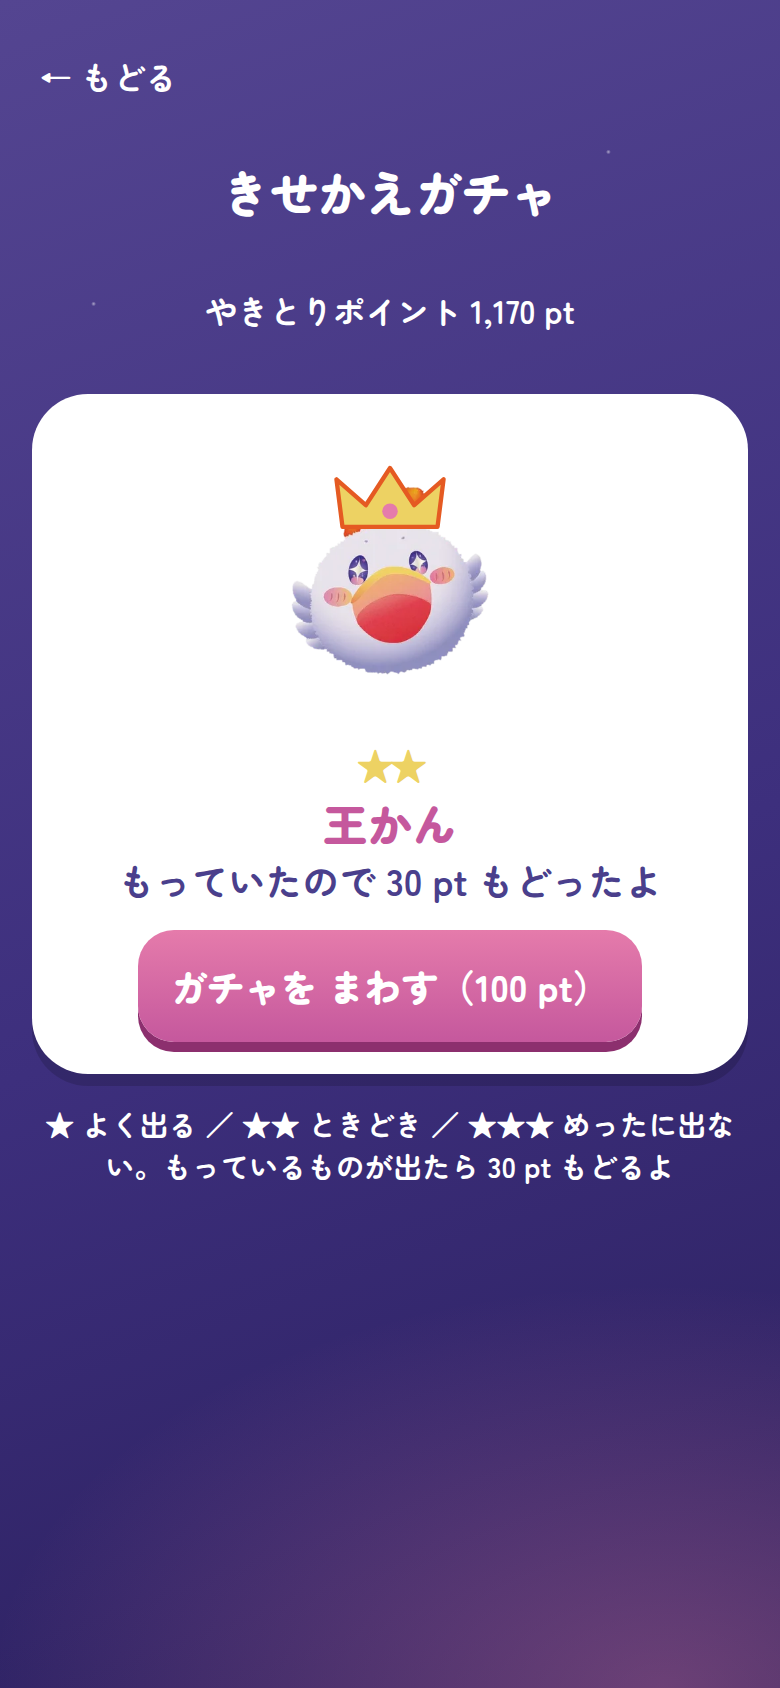 ← もどる
きせかえガチャ
やきとりポイント 1,170 pt
★★
王かん
もっていたので 30 pt もどったよ
ガチャを まわす（100 pt）
★ よく出る ／ ★★ ときどき ／ ★★★ めったに出な
い。もっているものが出たら 30 pt もどるよ